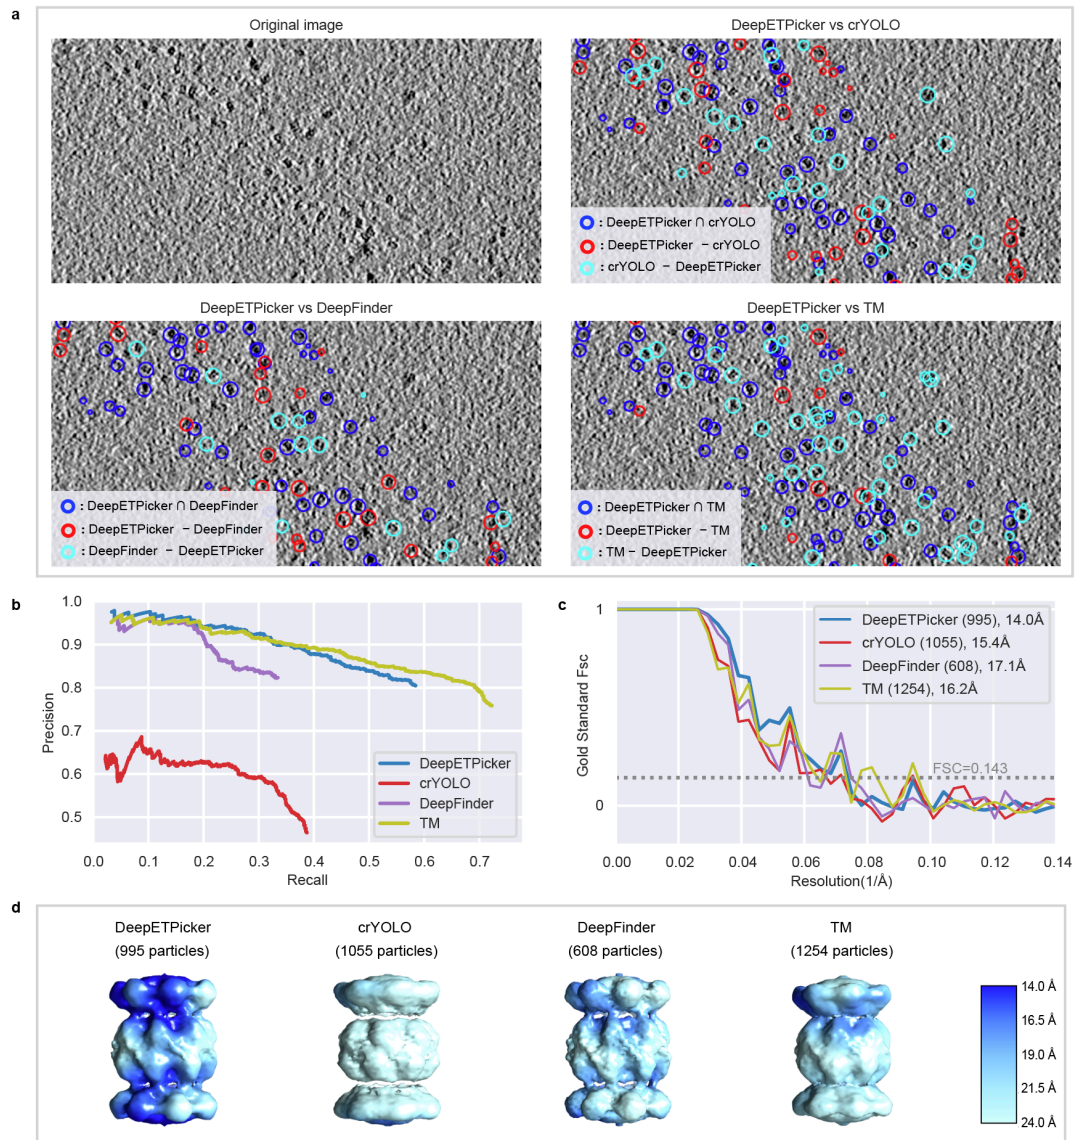 a
Original image
DeepETPicker vs crYOLO
: DeepETPicker ∩ crYOLO
: DeepETPicker − crYOLO
: crYOLO − DeepETPicker
DeepETPicker vs DeepFinder
DeepETPicker vs TM
: DeepETPicker ∩ DeepFinder
: DeepETPicker − DeepFinder
: DeepFinder − DeepETPicker
: DeepETPicker ∩ TM
: DeepETPicker − TM
: TM − DeepETPicker
b
1.0
0.9
0.8
0.7
0.6
0.5
Precision
DeepETPicker
crYOLO
DeepFinder
TM
0.0 0.1 0.2 0.3 0.4 0.5 0.6 0.7
Recall
c
1
0
Gold Standard Fsc
DeepETPicker (995), 14.0Å
crYOLO (1055), 15.4Å
DeepFinder (608), 17.1Å
TM (1254), 16.2Å
FSC=0.143
0.00 0.02 0.04 0.06 0.08 0.10 0.12 0.14
Resolution(1/Å)
d
DeepETPicker
(995 particles)
crYOLO
(1055 particles)
DeepFinder
(608 particles)
TM
(1254 particles)
14.0 Å
16.5 Å
19.0 Å
21.5 Å
24.0 Å